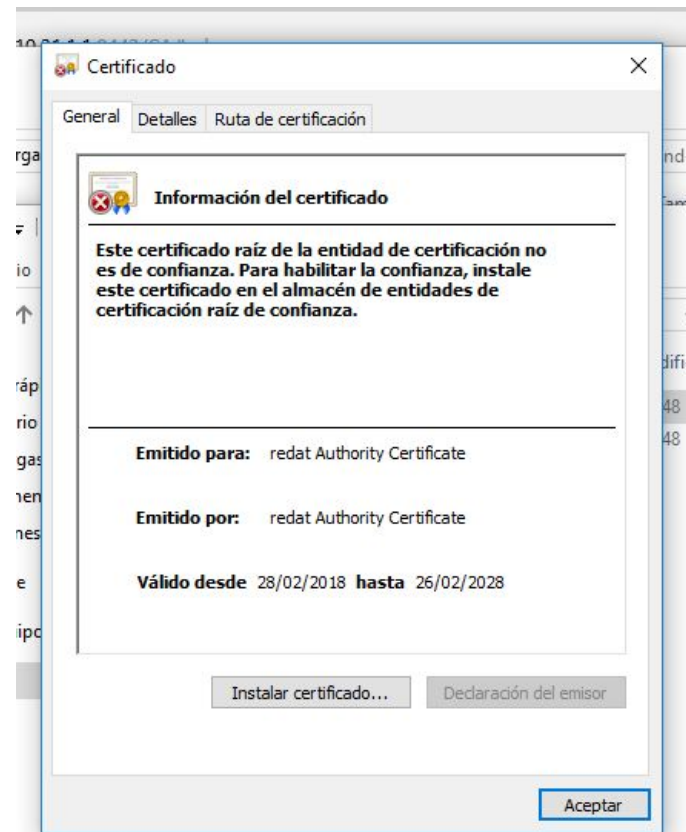 Certificado
General Detalles Ruta de certificación
Información del certificado
Este certificado raíz de la entidad de certificación no
es de confianza. Para habilitar la confianza, instale
este certificado en el almacén de entidades de
certificación raíz de confianza.
Emitido para: redat Authority Certificate
Emitido por: redat Authority Certificate
Válido desde 28/02/2018 hasta 26/02/2028
Instalar certificado... Declaración del emisor
Aceptar